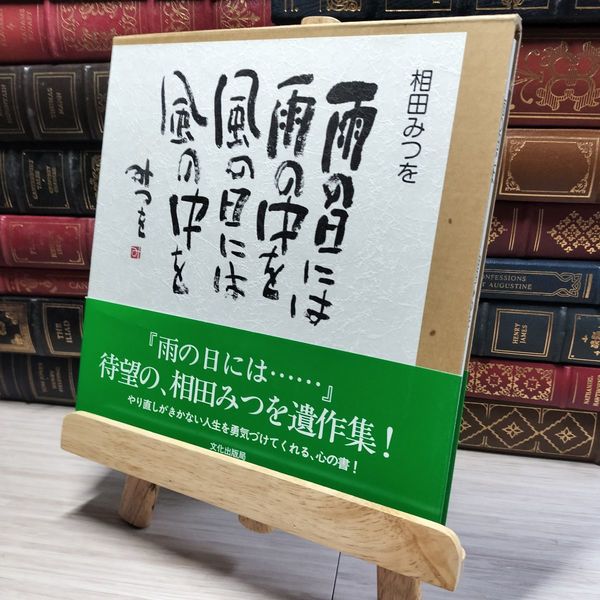 相田みつを
雨の日には
雨の中を
風の日には
風の中を
みつを
『雨の日には……』
待望の、相田みつを遺作集！
やり直しがきかない人生を勇気づけてくれる、心の書！
文化出版局
THE ILIAD
CONFESSIONS
ST AUGUSTINE
HENRY JAMES